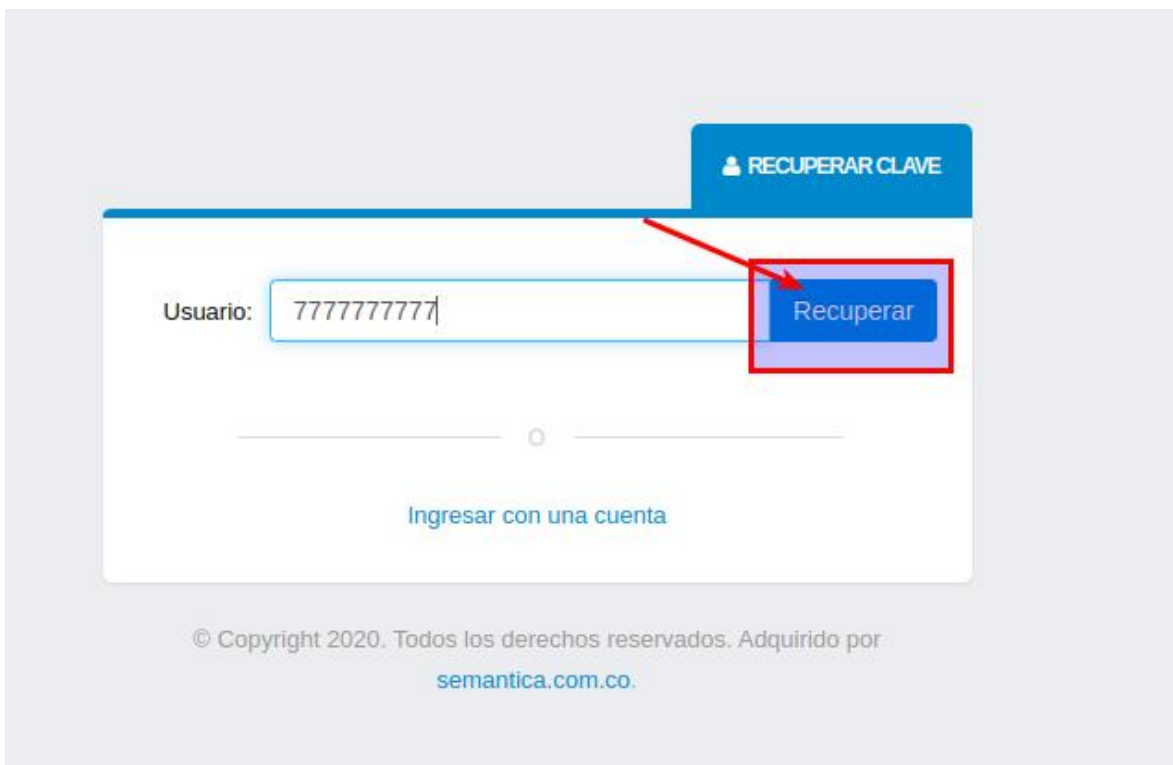 RECUPERAR CLAVE
Usuario: 7777777777 Recuperar
O
Ingresar con una cuenta
© Copyright 2020. Todos los derechos reservados. Adquirido por
semantica.com.co.